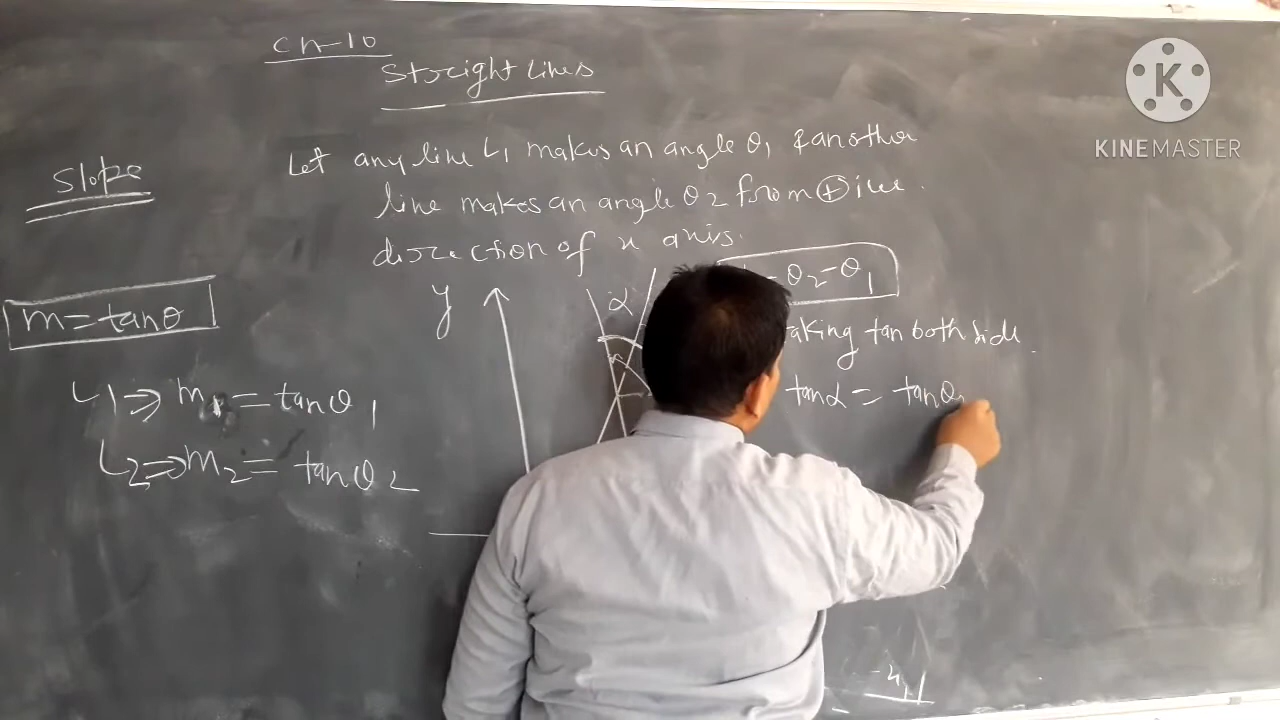 Ch-10
Straight Lines
Slope
Let any line L1 makes an angle θ1 & another
line makes an angle θ2 from ⊕ive
direction of x axis.
m = tanθ
L1 ⇒ m1 = tanθ1
L2 ⇒ m2 = tanθ2
y
α
- θ2 - θ1
aking tan both side.
tanα = tanθ
K
KINEMASTER